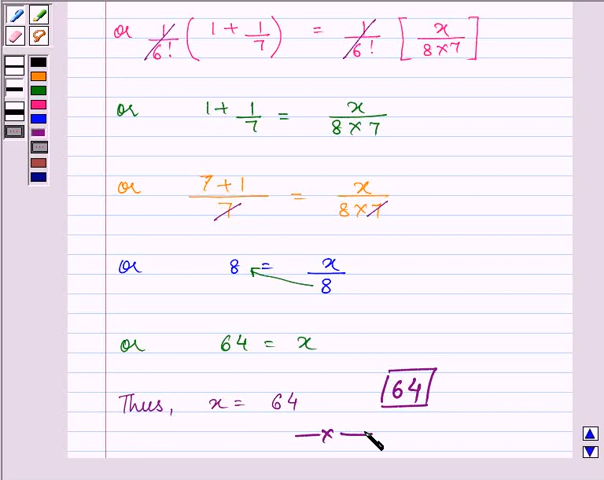 or 1/6! (1 + 1/7) = 1/6! [x/8×7]
or 1 + 1/7 = x/8×7
or 7+1/7 = x/8×7
or 8 = x/8
or 64 = x
Thus, x = 64 64
—x—